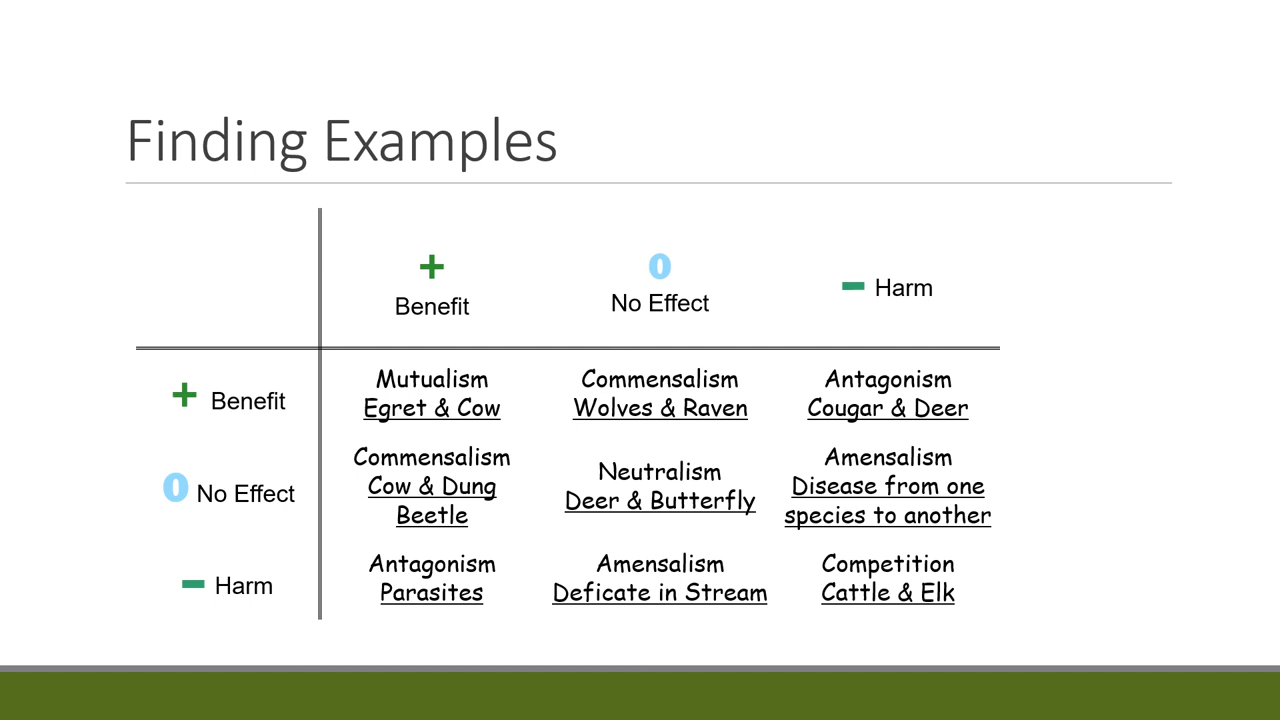 Finding Examples
+
0
- Harm
Benefit
No Effect
+ Benefit
Mutualism
Commensalism
Antagonism
Egret & Cow
Wolves & Raven
Cougar & Deer
0 No Effect
Commensalism
Cow & Dung
Beetle
Neutralism
Deer & Butterfly
Amensalism
Disease from one
species to another
- Harm
Antagonism
Parasites
Amensalism
Deficate in Stream
Competition
Cattle & Elk